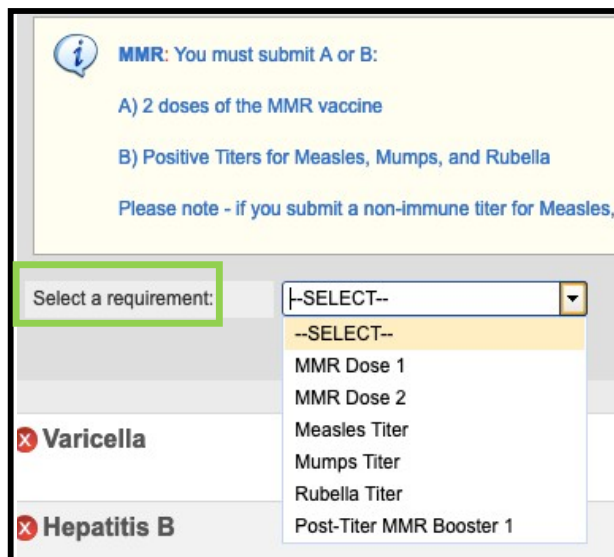 MMR: You must submit A or B:
A) 2 doses of the MMR vaccine
B) Positive Titers for Measles, Mumps, and Rubella
Please note - if you submit a non-immune titer for Measles,
Select a requirement:
--SELECT--
--SELECT--
MMR Dose 1
MMR Dose 2
Measles Titer
Mumps Titer
Rubella Titer
Post-Titer MMR Booster 1
Varicella
Hepatitis B